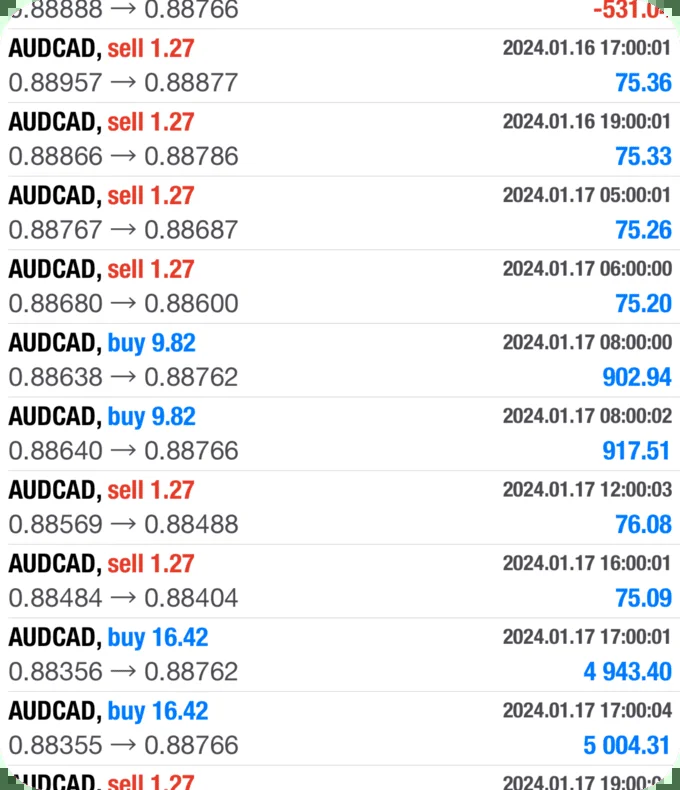 0.88888 → 0.88766 -531.04
AUDCAD, sell 1.27 2024.01.16 17:00:01
0.88957 → 0.88877 75.36
AUDCAD, sell 1.27 2024.01.16 19:00:01
0.88866 → 0.88786 75.33
AUDCAD, sell 1.27 2024.01.17 05:00:01
0.88767 → 0.88687 75.26
AUDCAD, sell 1.27 2024.01.17 06:00:00
0.88680 → 0.88600 75.20
AUDCAD, buy 9.82 2024.01.17 08:00:00
0.88638 → 0.88762 902.94
AUDCAD, buy 9.82 2024.01.17 08:00:02
0.88640 → 0.88766 917.51
AUDCAD, sell 1.27 2024.01.17 12:00:03
0.88569 → 0.88488 76.08
AUDCAD, sell 1.27 2024.01.17 16:00:01
0.88484 → 0.88404 75.09
AUDCAD, buy 16.42 2024.01.17 17:00:01
0.88356 → 0.88762 4 943.40
AUDCAD, buy 16.42 2024.01.17 17:00:04
0.88355 → 0.88766 5 004.31
AUDCAD, sell 1.27 2024.01.17